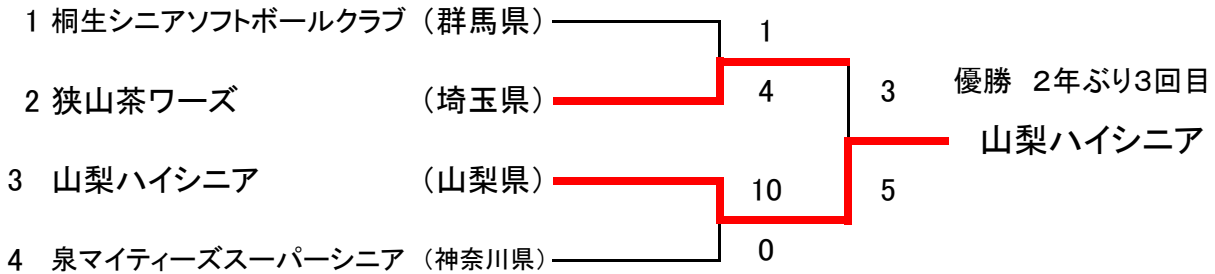 1 桐生シニアソフトボールクラブ （群馬県）
1
2 狭山茶ワーズ （埼玉県）
4
3
優勝 ２年ぶり３回目
山梨ハイシニア
3 山梨ハイシニア （山梨県）
10
5
4 泉マイティーズスーパーシニア （神奈川県）
0